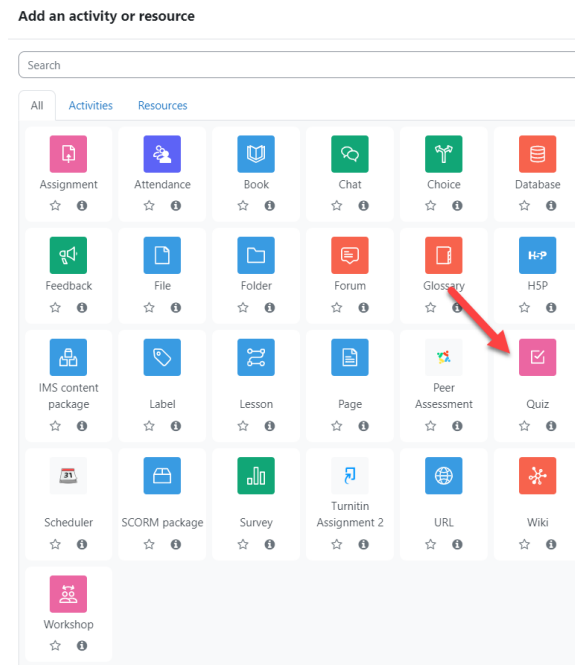 Add an activity or resource
Search
All Activities Resources
Assignment Attendance Book Chat Choice Database
Feedback File Folder Forum Glossary H5P
H-P
IMS content package Label Lesson Page Peer Assessment Quiz
31
Scheduler SCORM package Survey Turnitin Assignment 2 URL Wiki
Workshop